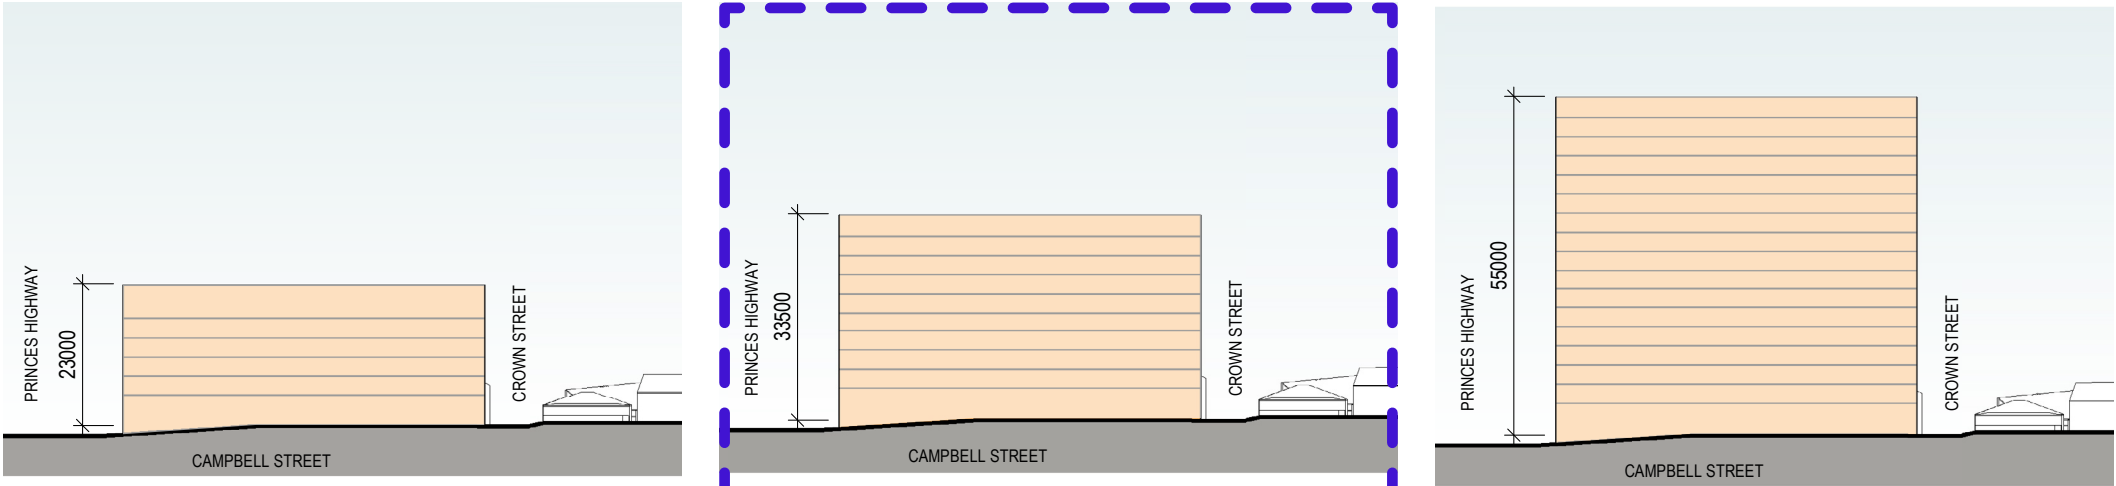 PRINCES HIGHWAY
23000
CROWN STREET
CAMPBELL STREET
PRINCES HIGHWAY
33500
CROWN STREET
CAMPBELL STREET
PRINCES HIGHWAY
55000
CROWN STREET
CAMPBELL STREET